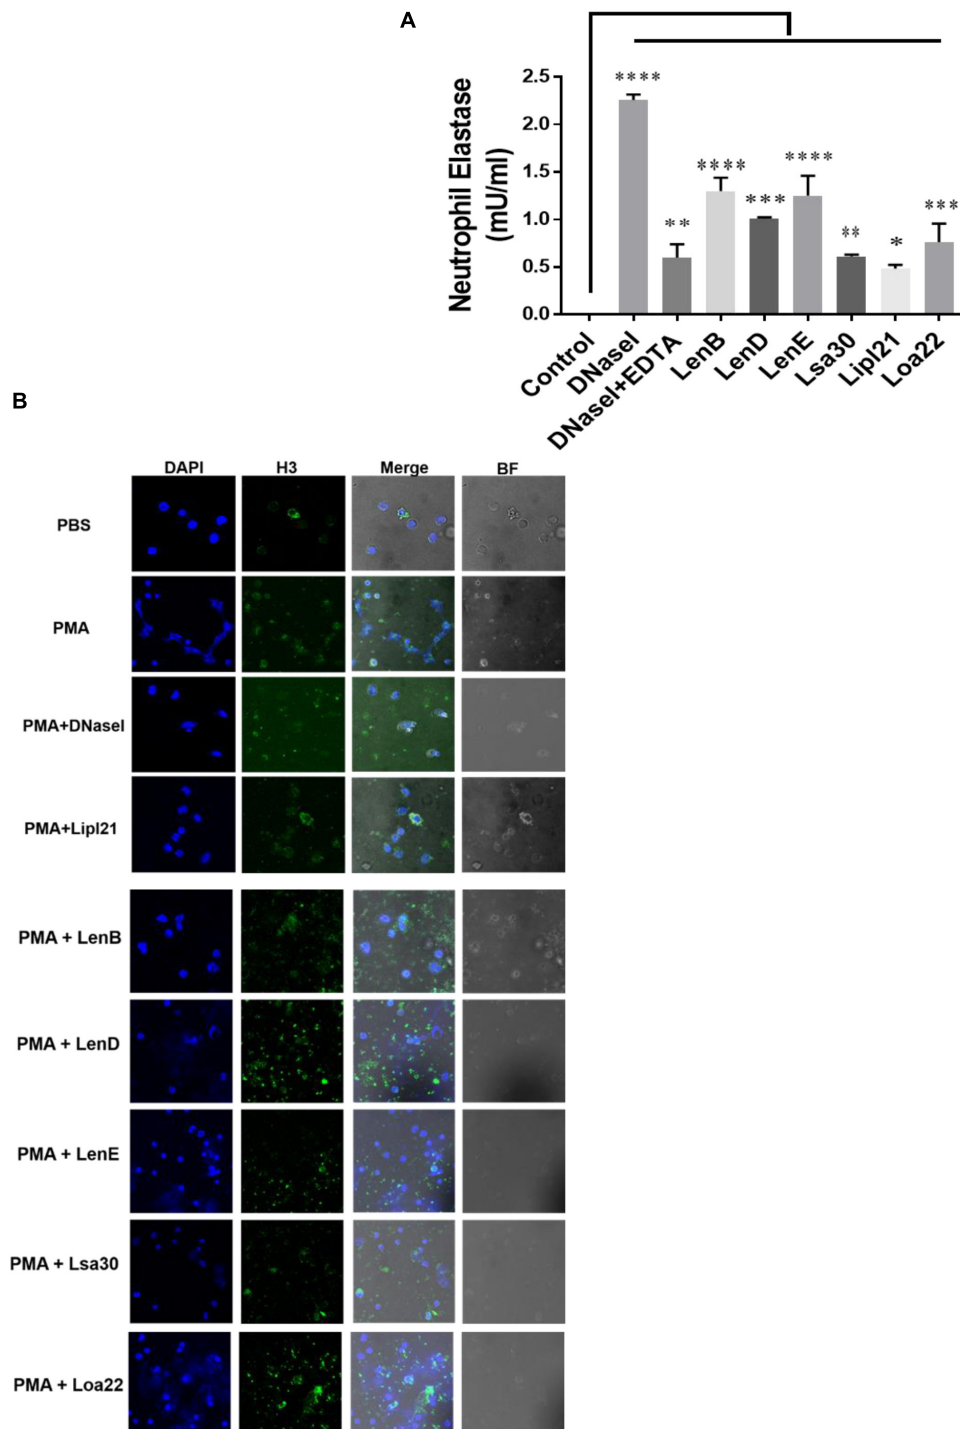 A
Neutrophil Elastase
(mU/ml)
2.5
2.0
1.5
1.0
0.5
0.0
****
**
****
***
****
**
*
***
Control
DNaseI
DNaseI+EDTA
LenB
LenD
LenE
Lsa30
Lipl21
Loa22
B
DAPI H3 Merge BF
PBS
PMA
PMA+DNaseI
PMA+Lipl21
PMA + LenB
PMA + LenD
PMA + LenE
PMA + Lsa30
PMA + Loa22